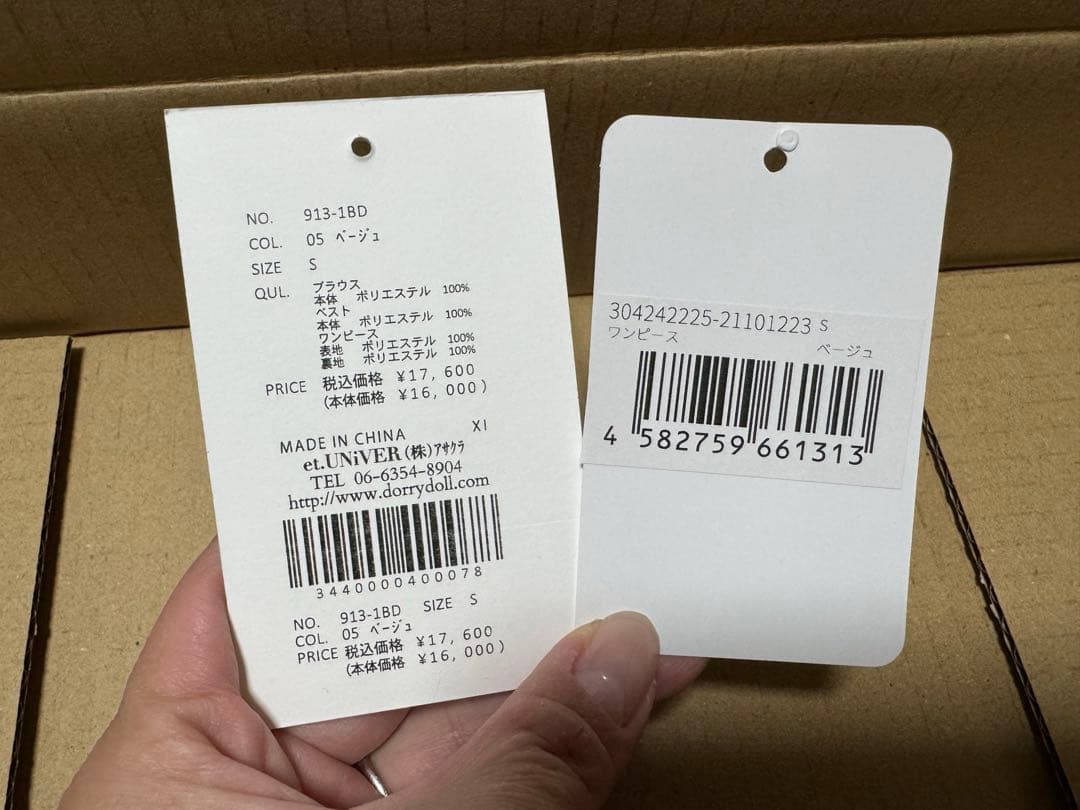 NO. 913-1BD
COL. 05 ベージュ
SIZE S
QUL. ブラウス
本体 ポリエステル 100%
ベスト
本体 ポリエステル 100%
ワンピース
表地 ポリエステル 100%
裏地 ポリエステル 100%
PRICE 税込価格 ¥17,600
(本体価格 ¥16,000)
XI
MADE IN CHINA
et.UNiVER(株)アサクラ
TEL 06-6354-8904
http://www.dorrydoll.com
3440000400078
NO. 913-1BD SIZE S
COL. 05 ベージュ
PRICE 税込価格 ¥17,600
(本体価格 ¥16,000)
304242225-21101223 S
ワンピース
ベージュ
4 582759 661313